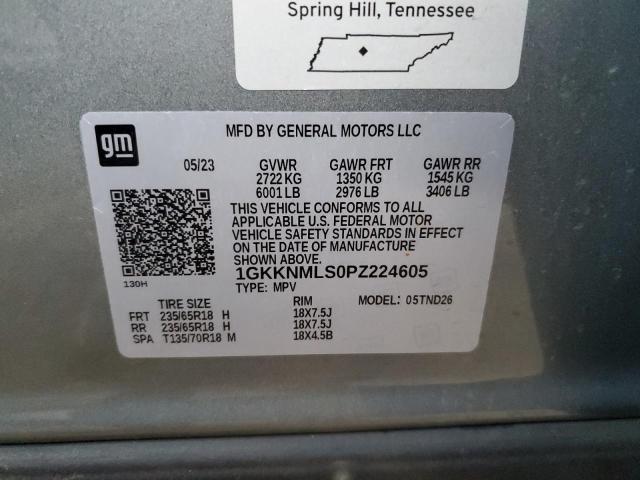 Spring Hill, Tennessee
gm
MFD BY GENERAL MOTORS LLC
05/23 GVWR GAWR FRT GAWR RR
2722 KG 1350 KG 1545 KG
6001 LB 2976 LB 3406 LB
THIS VEHICLE CONFORMS TO ALL
APPLICABLE U.S. FEDERAL MOTOR
VEHICLE SAFETY STANDARDS IN EFFECT
ON THE DATE OF MANUFACTURE
SHOWN ABOVE.
1GKKNMLS0PZ224605
130H
TYPE: MPV
TIRE SIZE RIM MODEL: 05TND26
FRT 235/65R18 H 18X7.5J
RR 235/65R18 H 18X7.5J
SPA T135/70R18 M 18X4.5B